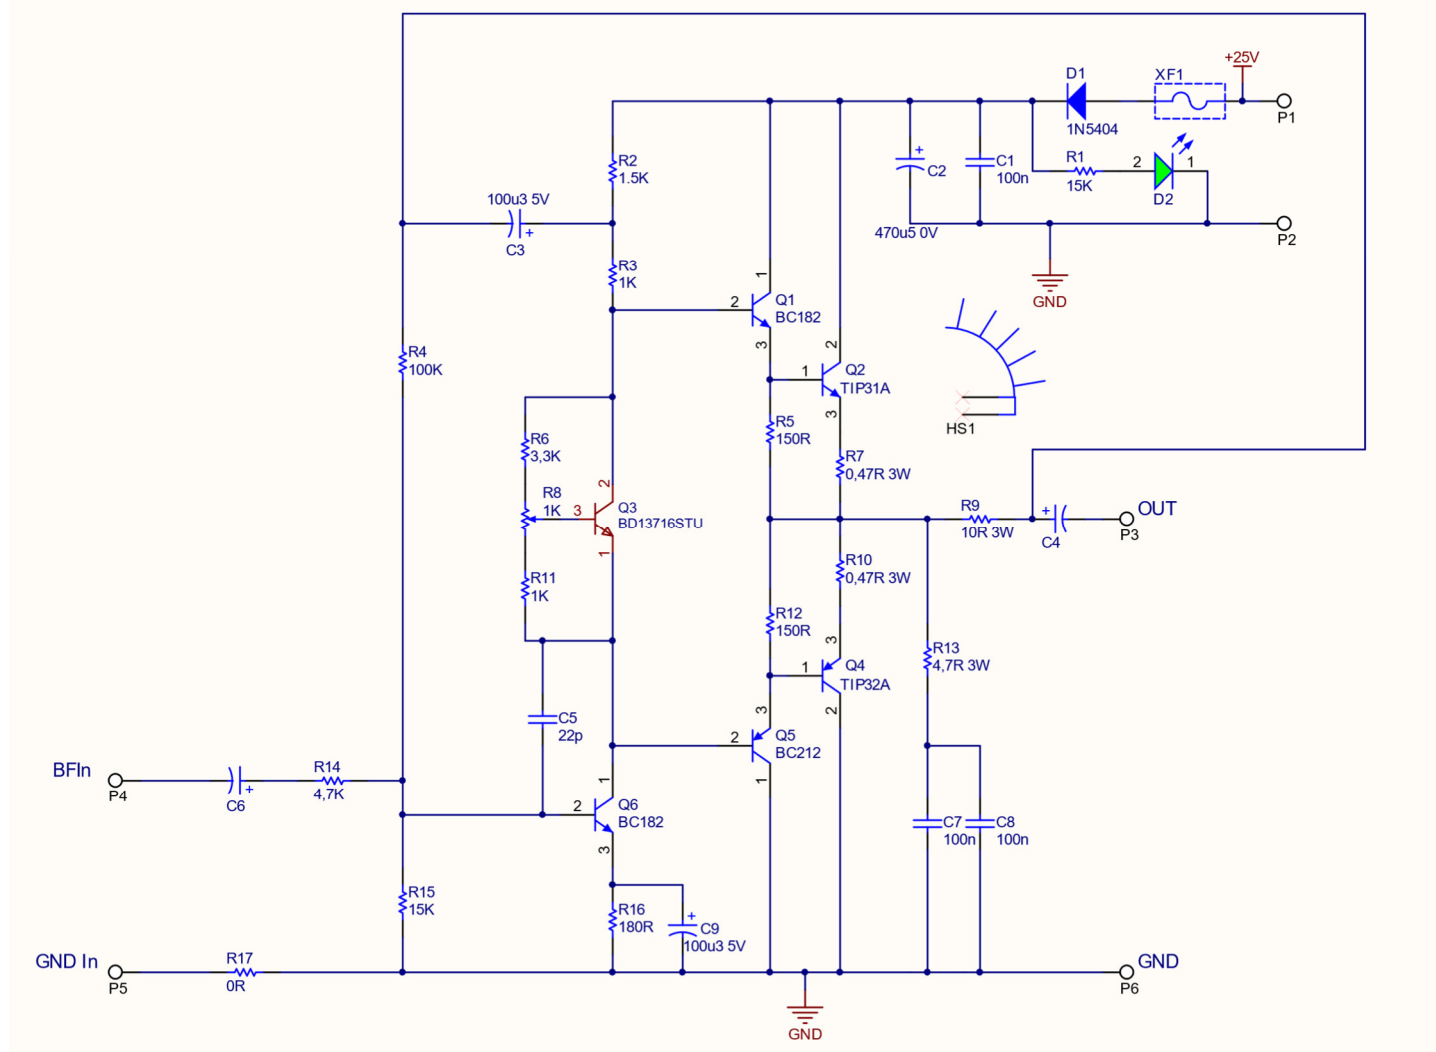 +25V
D1
XF1
1N5404
P1
R2
1.5K
+
C2
C1
100n
R1
15K
2
1
D2
100u3 5V
+
C3
470u5 0V
P2
R3
1K
GND
1
2
Q1
BC182
3
2
R4
100K
1
Q2
TIP31A
3
HS1
R5
150R
R6
3,3K
R7
0,47R 3W
R8
1K
2
3
Q3
BD13716STU
1
R9
10R 3W
+
C4
OUT
P3
R10
0,47R 3W
R11
1K
R12
150R
3
R13
4,7R 3W
1
Q4
TIP32A
2
3
C5
22p
2
Q5
BC212
1
BFIn
P4
C6
+
R14
4,7K
1
2
Q6
BC182
3
C7
100n
C8
100n
R15
15K
R16
180R
+
C9
100u3 5V
GND In
P5
R17
0R
GND
P6
GND